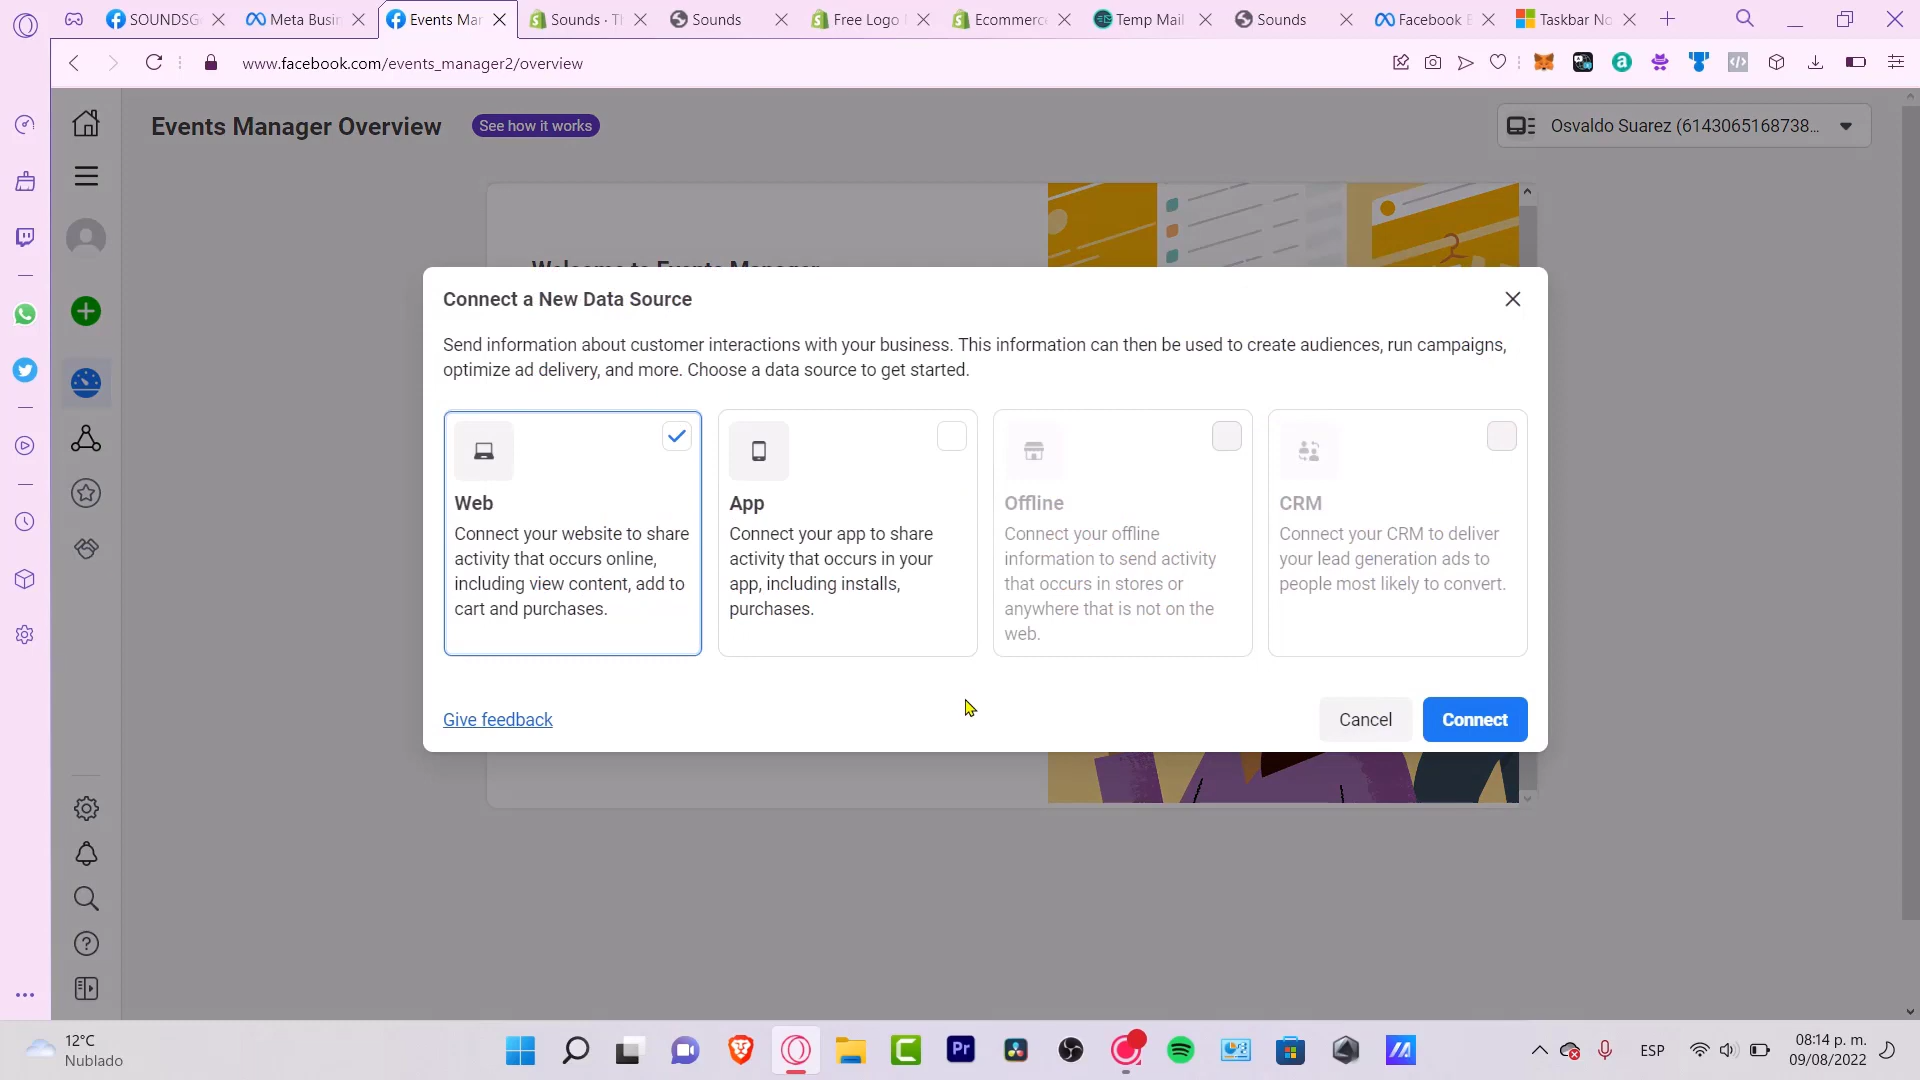 SOUNDSG
Meta Busin
Events Mar
Sounds · T
Sounds
Free Logo
Ecommerc
Temp Mail
Sounds
Facebook
Taskbar No
www.facebook.com/events_manager2/overview
Events Manager Overview
See how it works
Osvaldo Suarez (6143065168738...
Welcome to Events Manager
Connect a New Data Source
Send information about customer interactions with your business. This information can then be used to create audiences, run campaigns,
optimize ad delivery, and more. Choose a data source to get started.
Web
Connect your website to share
activity that occurs online,
including view content, add to
cart and purchases.
App
Connect your app to share
activity that occurs in your
app, including installs,
purchases.
Offline
Connect your offline
information to send activity
that occurs in stores or
anywhere that is not on the
web.
CRM
Connect your CRM to deliver
your lead generation ads to
people most likely to convert.
Give feedback
Cancel
Connect
12°C
Nublado
Pr
ESP
08:14 p. m.
09/08/2022